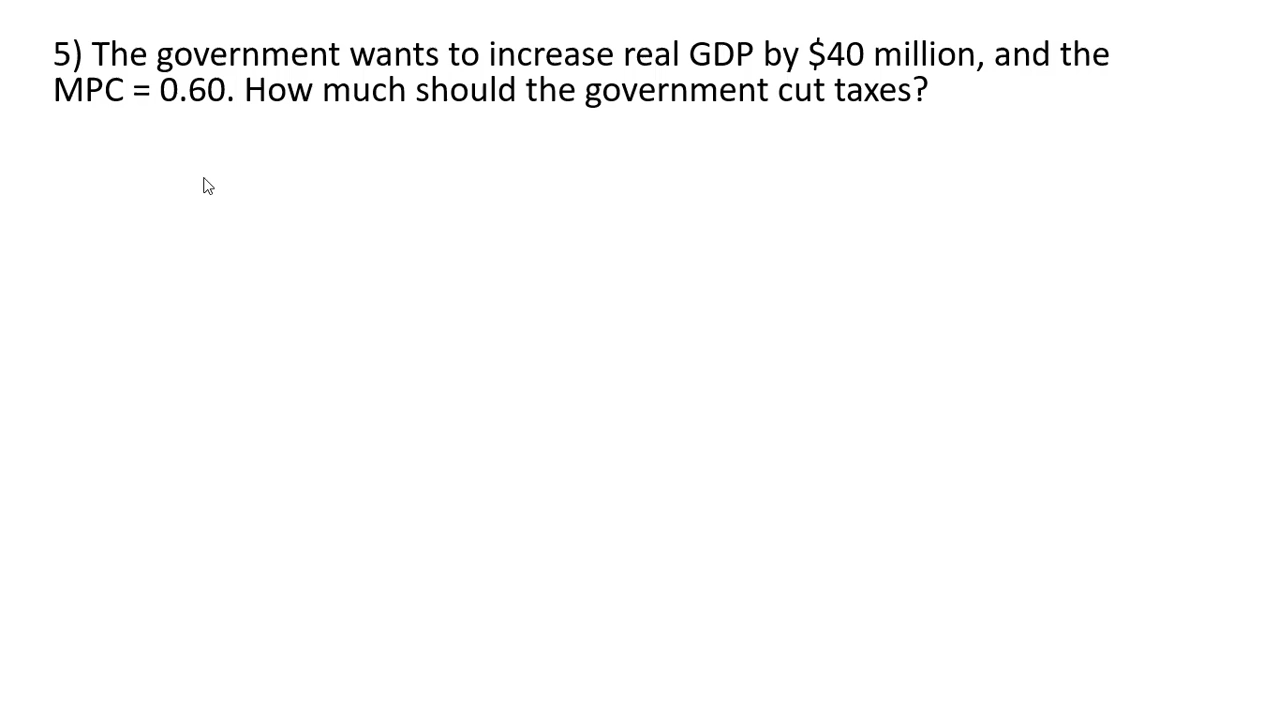 5) The government wants to increase real GDP by $40 million, and the
MPC = 0.60. How much should the government cut taxes?